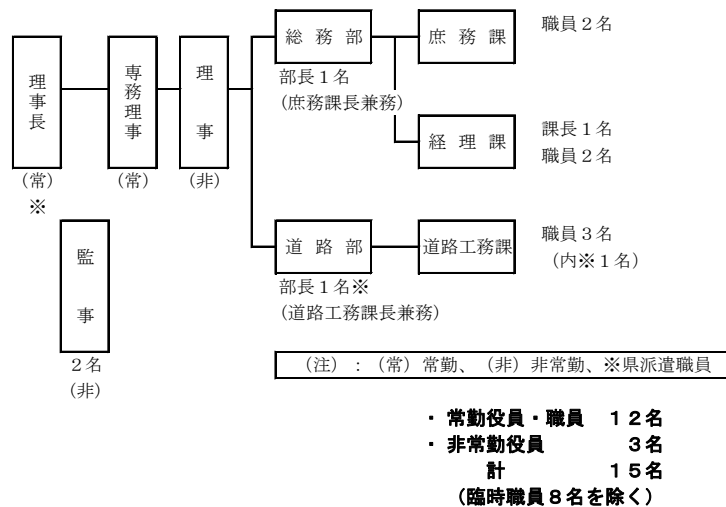 理事長
(常)
※
専務理事
(常)
理事
(非)
監事
２名
(非)
総務部
部長１名
(庶務課長兼務)
庶務課
職員２名
経理課
課長１名
職員２名
道路部
部長１名※
(道路工務課長兼務)
道路工務課
職員３名
(内※１名)
(注)：(常)常勤、(非)非常勤、※県派遣職員
・常勤役員・職員　１２名
・非常勤役員　３名
計　１５名
(臨時職員８名を除く)